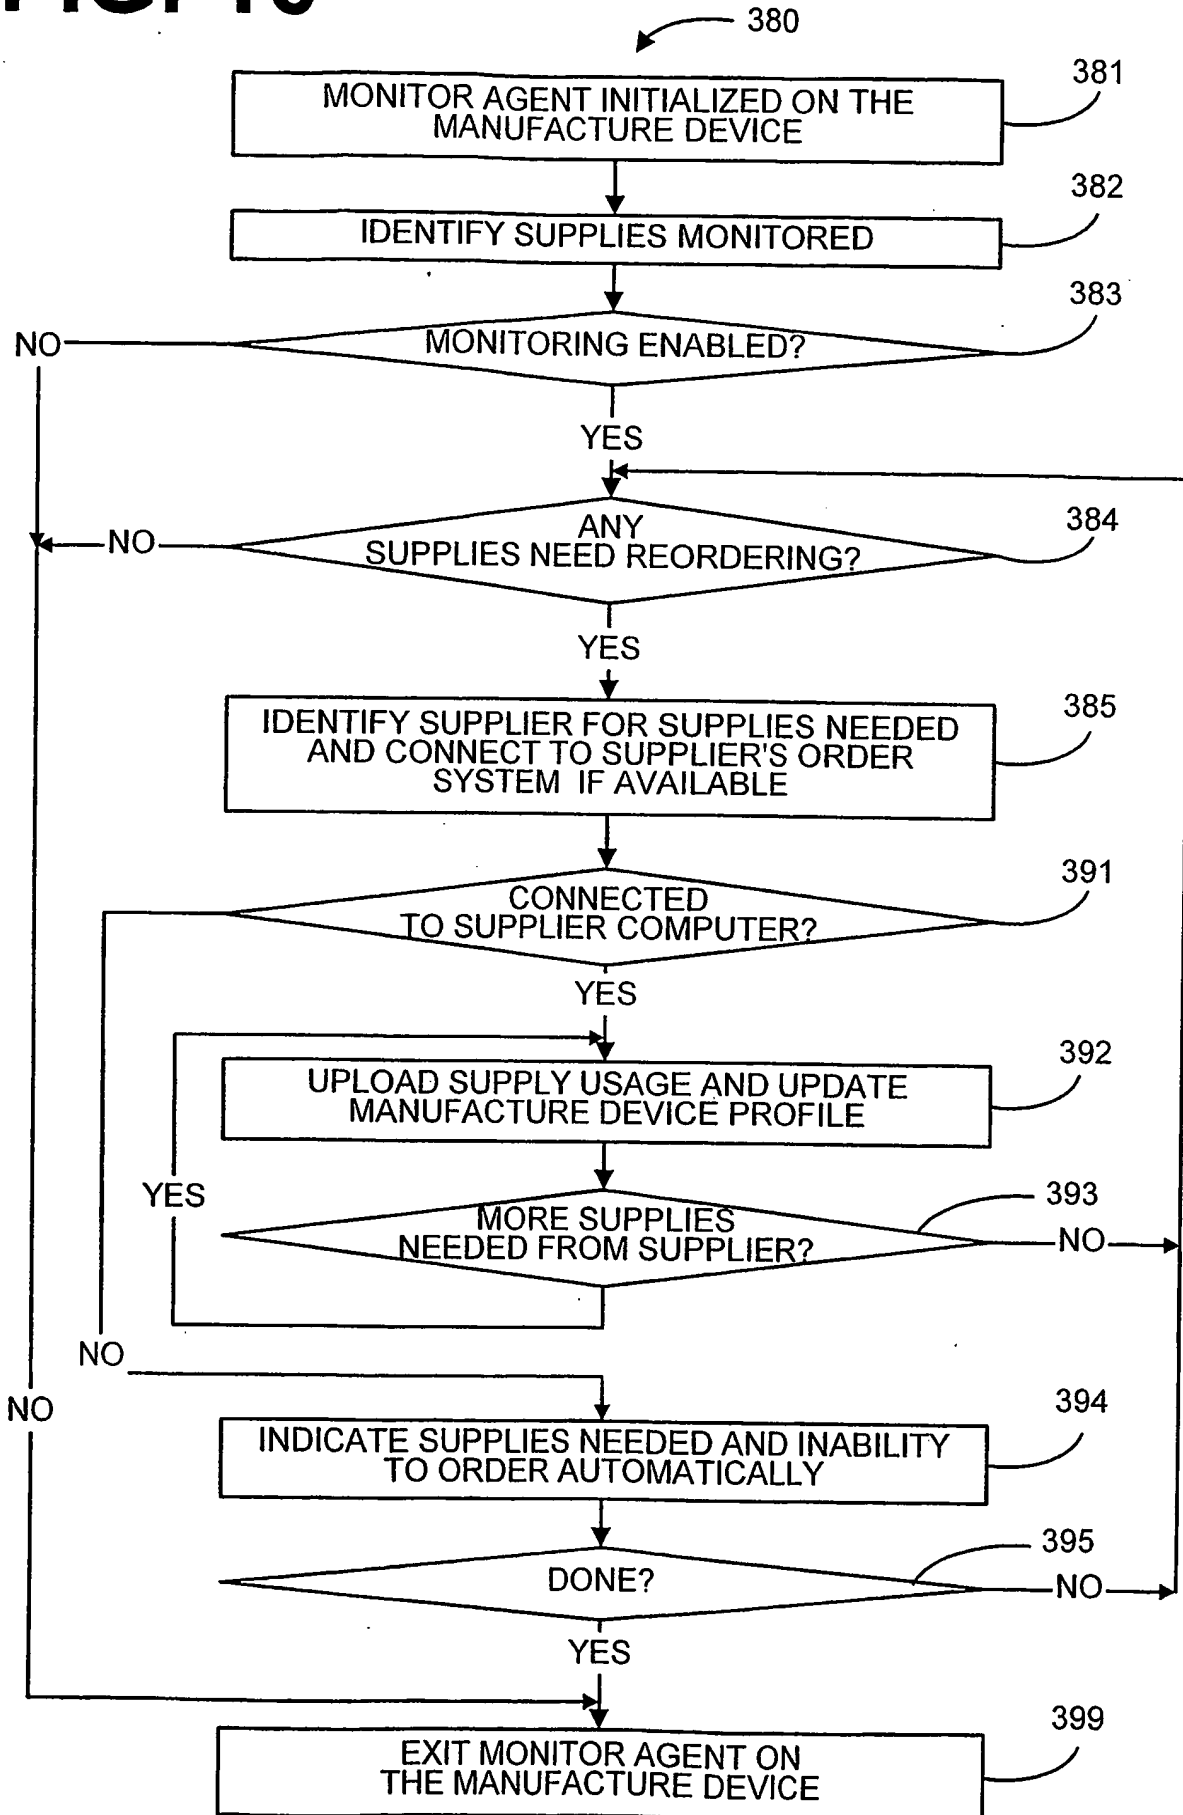 380
MONITOR AGENT INITIALIZED ON THE
MANUFACTURE DEVICE
381
IDENTIFY SUPPLIES MONITORED
382
MONITORING ENABLED?
383
NO
YES
ANY
SUPPLIES NEED REORDERING?
384
NO
YES
IDENTIFY SUPPLIER FOR SUPPLIES NEEDED
AND CONNECT TO SUPPLIER'S ORDER
SYSTEM IF AVAILABLE
385
CONNECTED
TO SUPPLIER COMPUTER?
391
YES
UPLOAD SUPPLY USAGE AND UPDATE
MANUFACTURE DEVICE PROFILE
392
YES
MORE SUPPLIES
NEEDED FROM SUPPLIER?
393
NO
NO
NO
INDICATE SUPPLIES NEEDED AND INABILITY
TO ORDER AUTOMATICALLY
394
DONE?
395
NO
YES
EXIT MONITOR AGENT ON
THE MANUFACTURE DEVICE
399